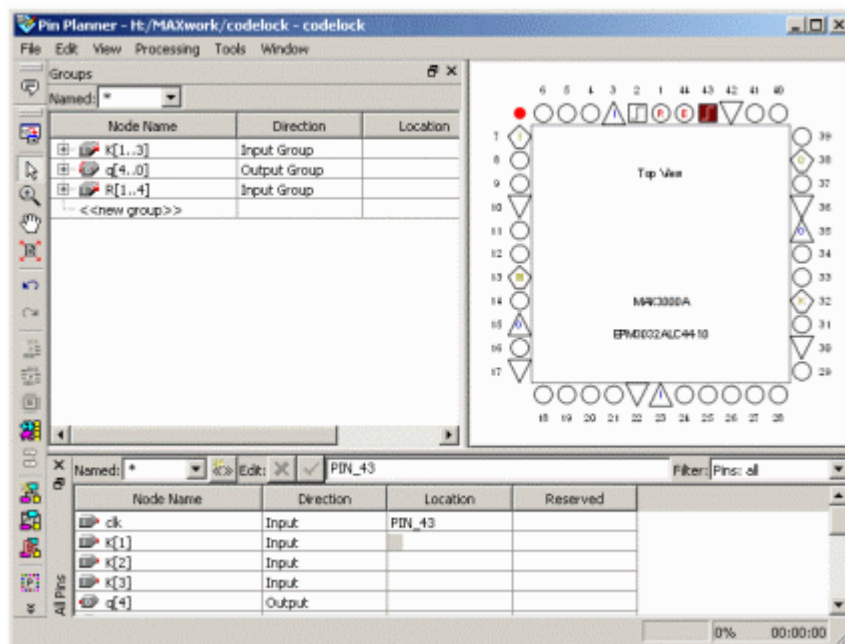 Pin Planner - H:/MAXwork/codelock - codelock
File Edit View Processing Tools Window
Groups
Named: *
Node Name Direction Location
K[1..3] Input Group
q[4..0] Output Group
R[1..4] Input Group
<<new group>>
6 5 4 3 2 1 44 43 42 41 40
7 39
8 38
9 37
10 36
11 35
12 34
13 33
14 32
15 31
16 30
17 29
Top View
MAX3000A
EPM3032ALC44-10
18 19 20 21 22 23 24 25 26 27 28
Named: * Edit: PIN_43 Filter: Pins: all
Node Name Direction Location Reserved
clk Input PIN_43
K[1] Input
K[2] Input
K[3] Input
q[4] Output
All Pins
0% 00:00:00